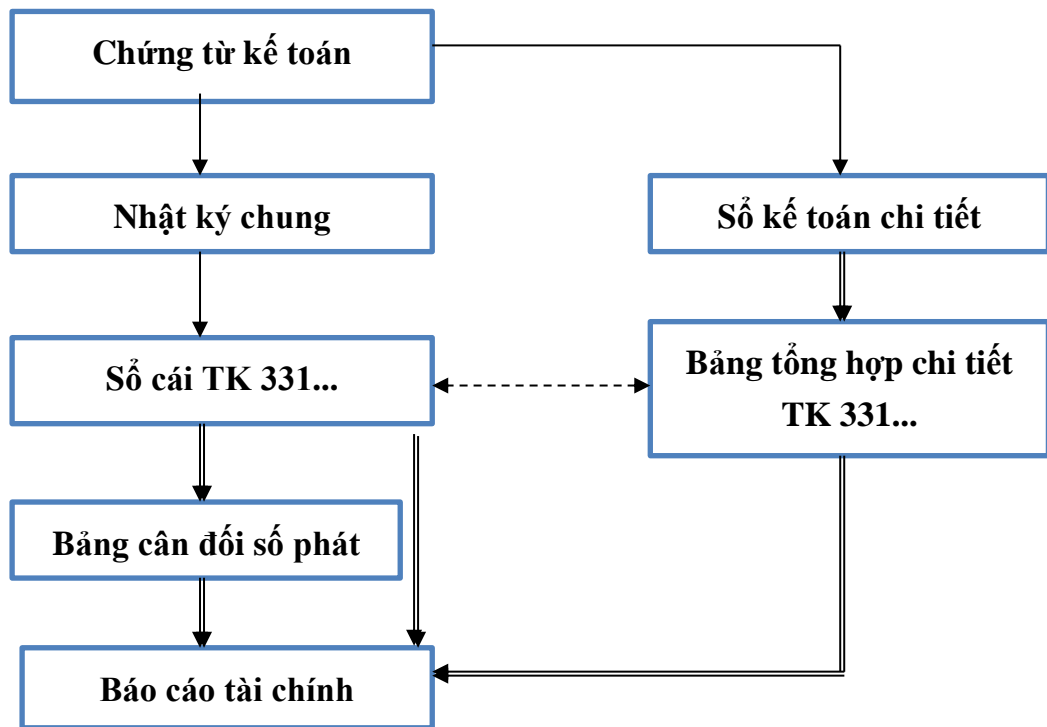 Chứng từ kế toán
Nhật ký chung
Sổ kế toán chi tiết
Sổ cái TK 331...
Bảng tổng hợp chi tiết
TK 331...
Bảng cân đối số phát
Báo cáo tài chính